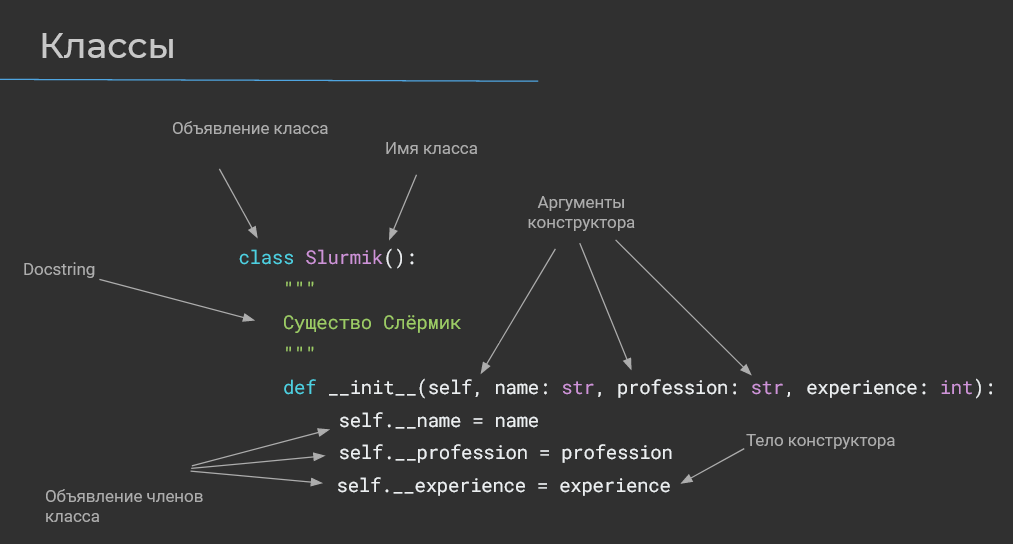 Классы
Объявление класса
Имя класса
Аргументы
конструктора
Docstring
class Slurmik():
"""
Существо Слёрмик
"""
def __init__(self, name: str, profession: str, experience: int):
self.__name = name
self.__profession = profession
self.__experience = experience
Тело конструктора
Объявление членов
класса